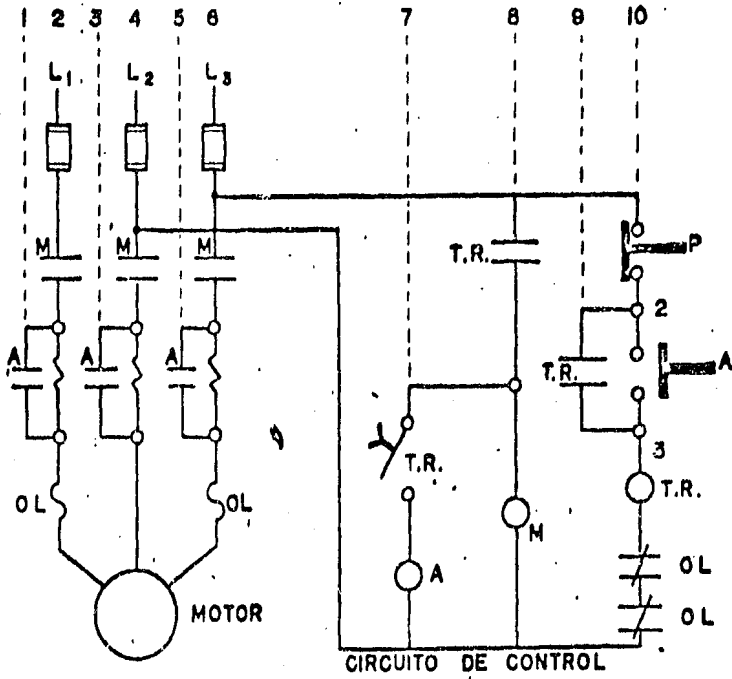 1 2 3 4 5 6 7 8 9 10
L1 L2 L3
M M M T.R. P
2
A A A T.R. A
T.R. 3
T.R.
OL OL M
A OL
MOTOR OL
CIRCUITO DE CONTROL